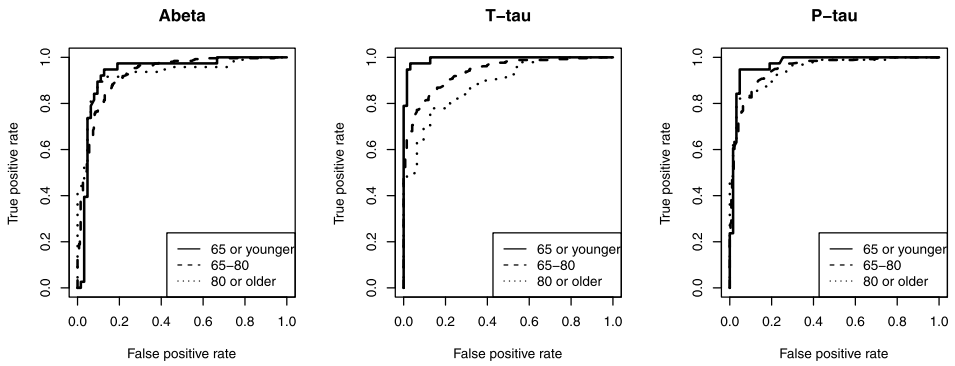 Abeta
True positive rate
1.0
0.8
0.6
0.4
0.2
0.0
65 or younger
65–80
80 or older
0.0 0.2 0.4 0.6 0.8 1.0
False positive rate
T–tau
True positive rate
1.0
0.8
0.6
0.4
0.2
0.0
65 or younger
65–80
80 or older
0.0 0.2 0.4 0.6 0.8 1.0
False positive rate
P–tau
True positive rate
1.0
0.8
0.6
0.4
0.2
0.0
65 or younger
65–80
80 or older
0.0 0.2 0.4 0.6 0.8 1.0
False positive rate